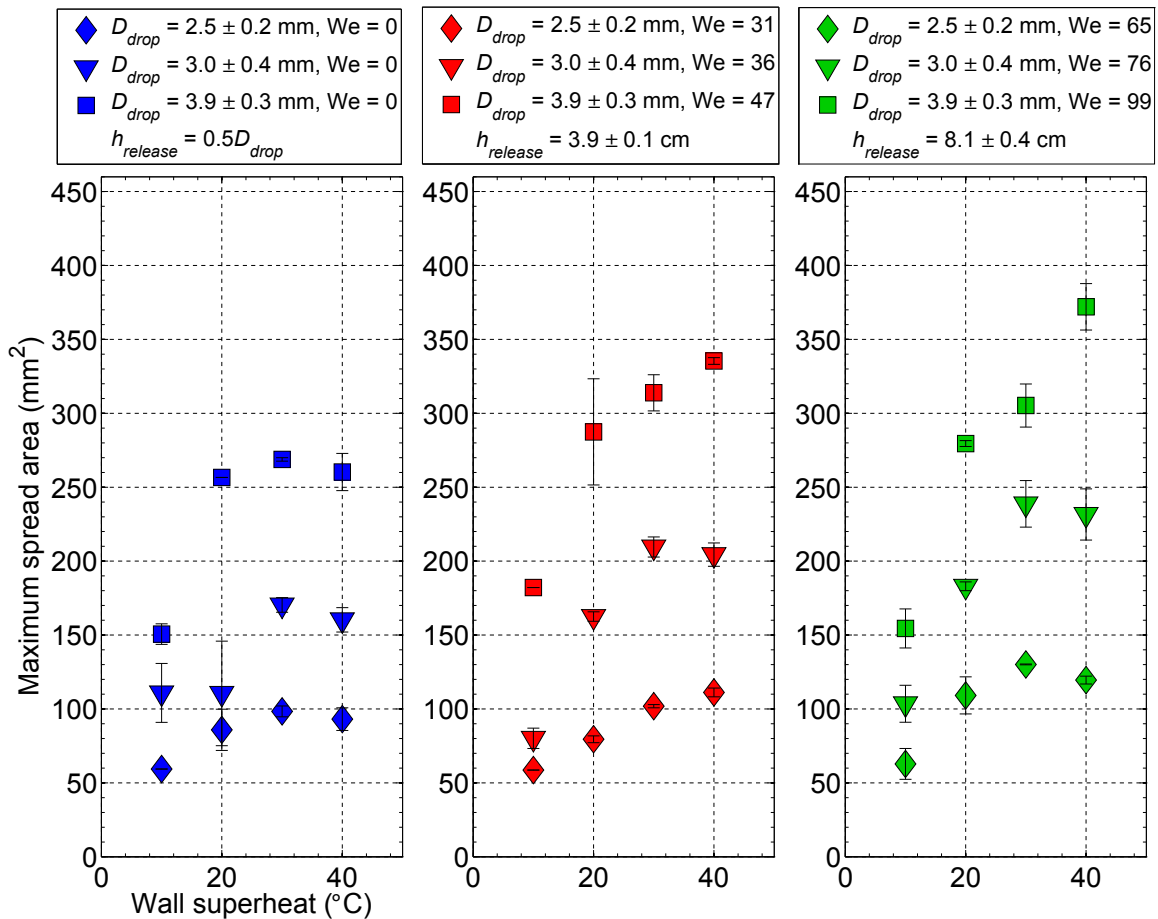 D_drop = 2.5 ± 0.2 mm, We = 0
D_drop = 3.0 ± 0.4 mm, We = 0
D_drop = 3.9 ± 0.3 mm, We = 0
h_release = 0.5D_drop
D_drop = 2.5 ± 0.2 mm, We = 31
D_drop = 3.0 ± 0.4 mm, We = 36
D_drop = 3.9 ± 0.3 mm, We = 47
h_release = 3.9 ± 0.1 cm
D_drop = 2.5 ± 0.2 mm, We = 65
D_drop = 3.0 ± 0.4 mm, We = 76
D_drop = 3.9 ± 0.3 mm, We = 99
h_release = 8.1 ± 0.4 cm
Maximum spread area (mm²)
450
400
350
300
250
200
150
100
50
0
0 20 40
Wall superheat (°C)
450
400
350
300
250
200
150
100
50
0
0 20 40
450
400
350
300
250
200
150
100
50
0
0 20 40
Wall superheat (°C)